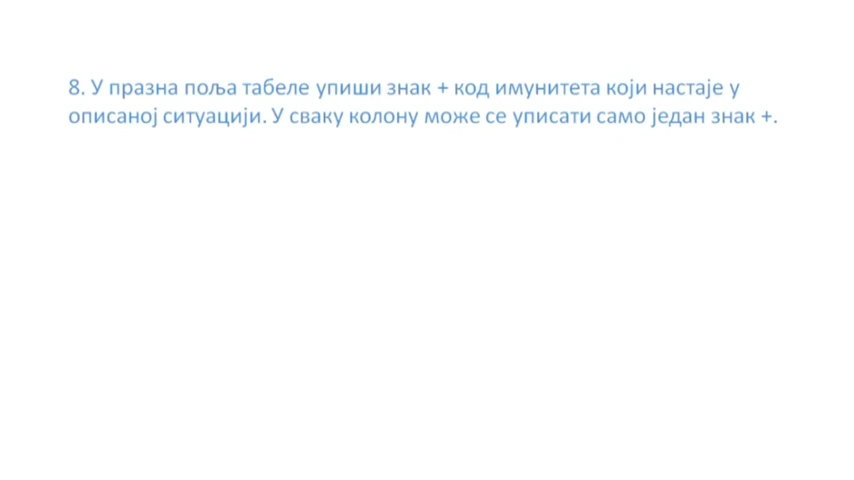 8. У празна поља табеле упиши знак + код имунитета који настаје у
описаној ситуацији. У сваку колону може се уписати само један знак +.